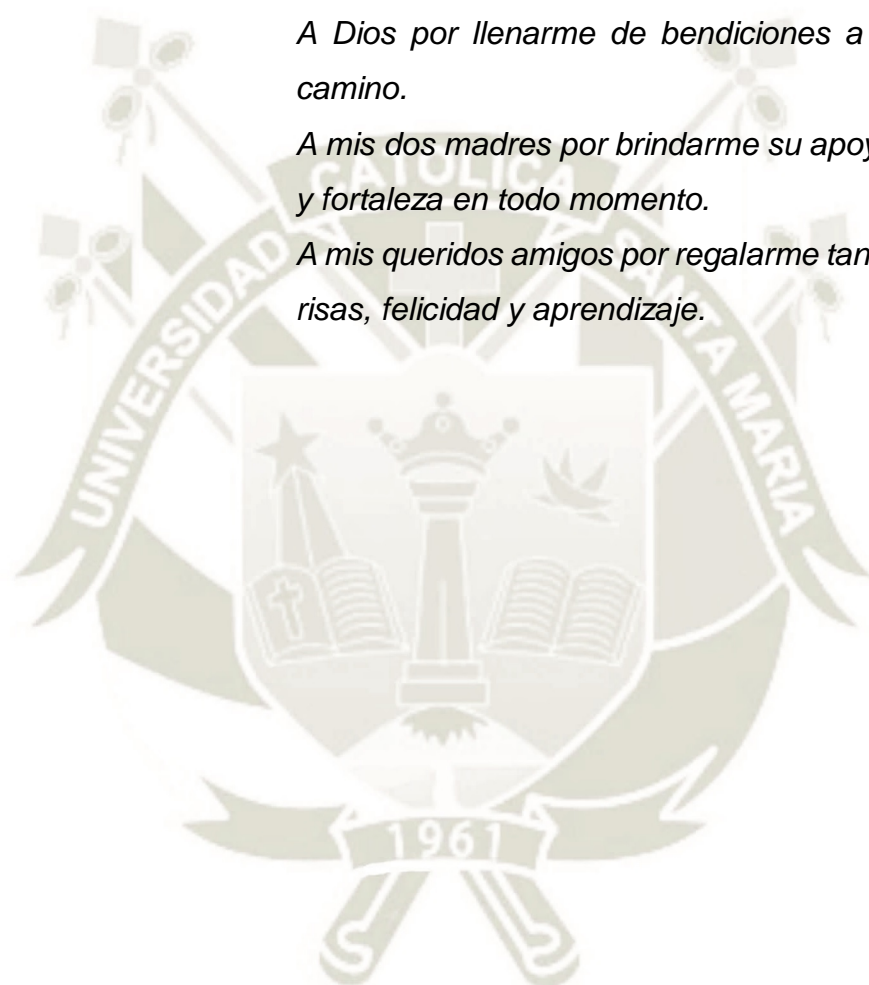 A Dios por llenarme de bendiciones a
camino.
A mis dos madres por brindarme su
y fortaleza en todo momento.
A mis queridos amigos por regalarme
risas, felicidad y aprendizaje.
UNIVERSIDAD CATOLICA SANTA MARIA
1961